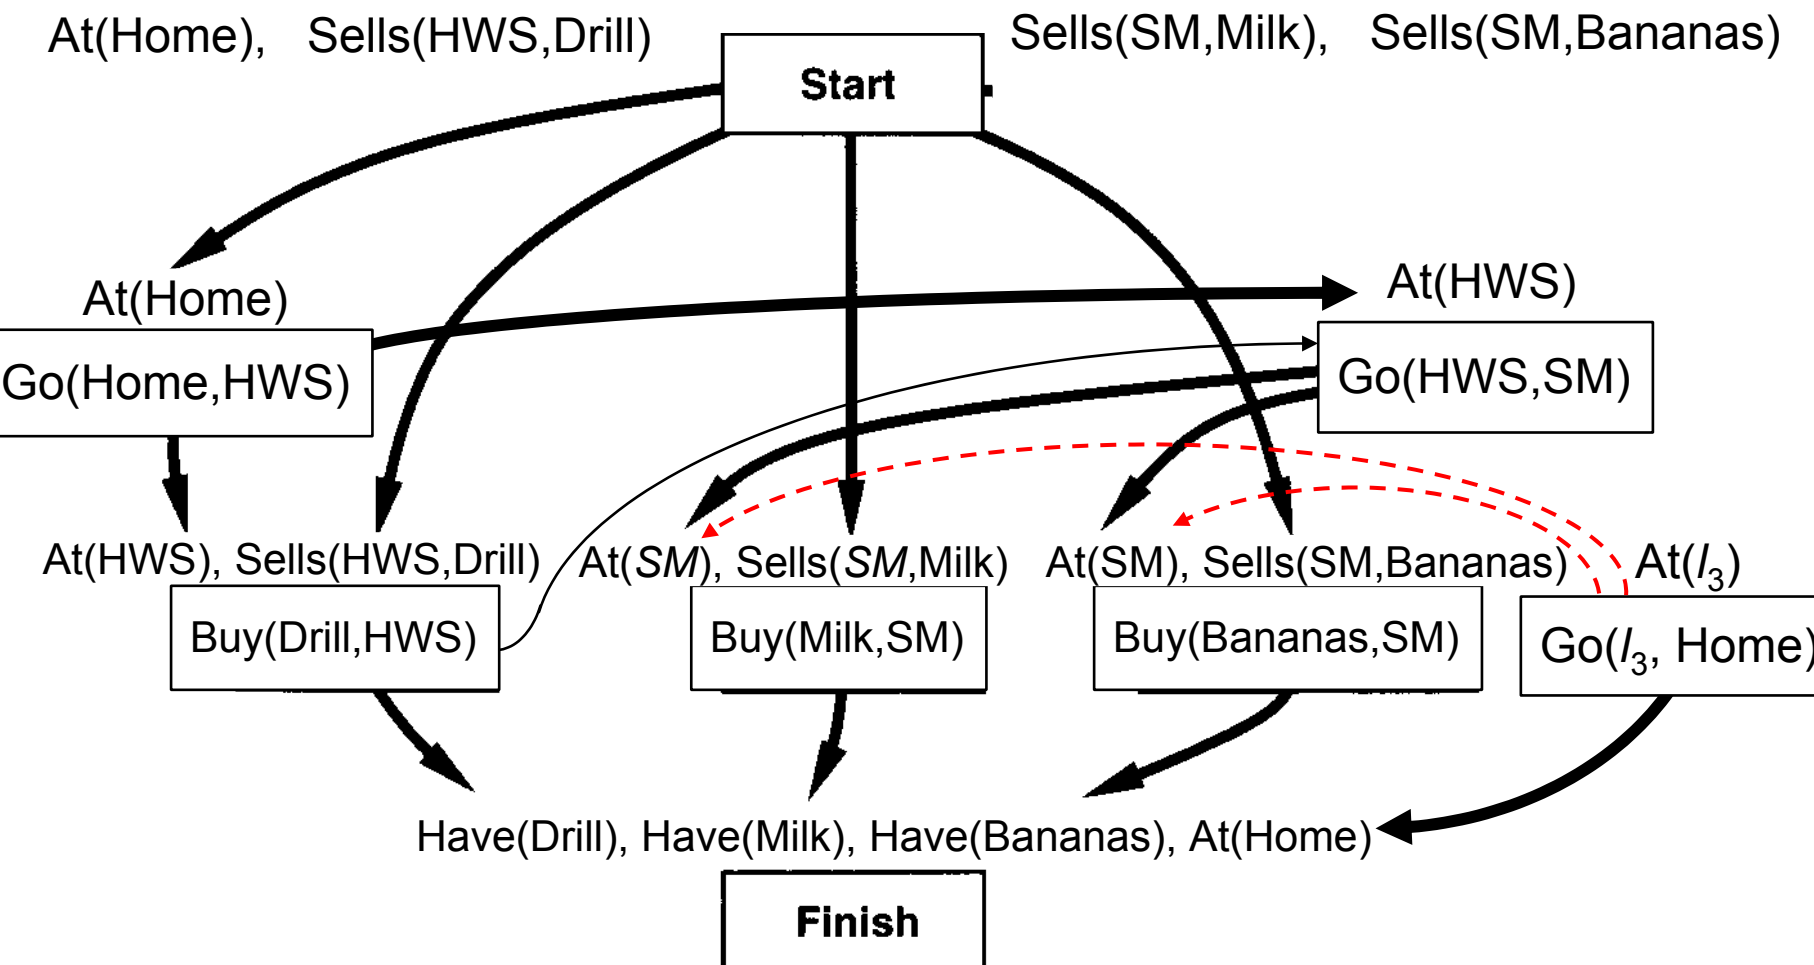 At(Home), Sells(HWS,Drill)
Start
Sells(SM,Milk), Sells(SM,Bananas)
At(Home)
At(HWS)
Go(Home,HWS)
Go(HWS,SM)
At(HWS), Sells(HWS,Drill)
At(SM), Sells(SM,Milk)
At(SM), Sells(SM,Bananas)
At(l₃)
Buy(Drill,HWS)
Buy(Milk,SM)
Buy(Bananas,SM)
Go(l₃, Home)
Have(Drill), Have(Milk), Have(Bananas), At(Home)
Finish